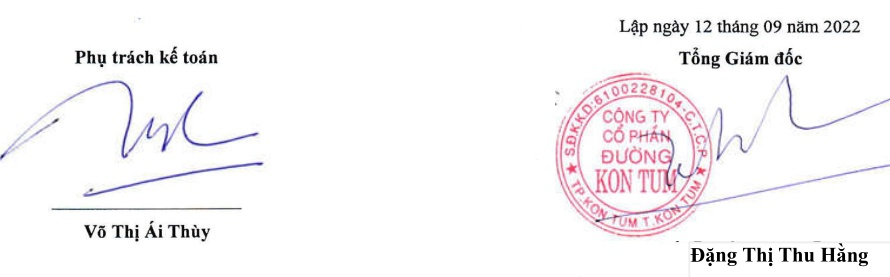 Lập ngày 12 tháng 09 năm 2022
Phụ trách kế toán
Tổng Giám đốc
S.Đ.K.K.D:6100228104-C.T.C.P
CÔNG TY
CỔ PHẦN
ĐƯỜNG
KON TUM
TP.KON TUM T.KON TUM
Võ Thị Ái Thùy
Đặng Thị Thu Hằng